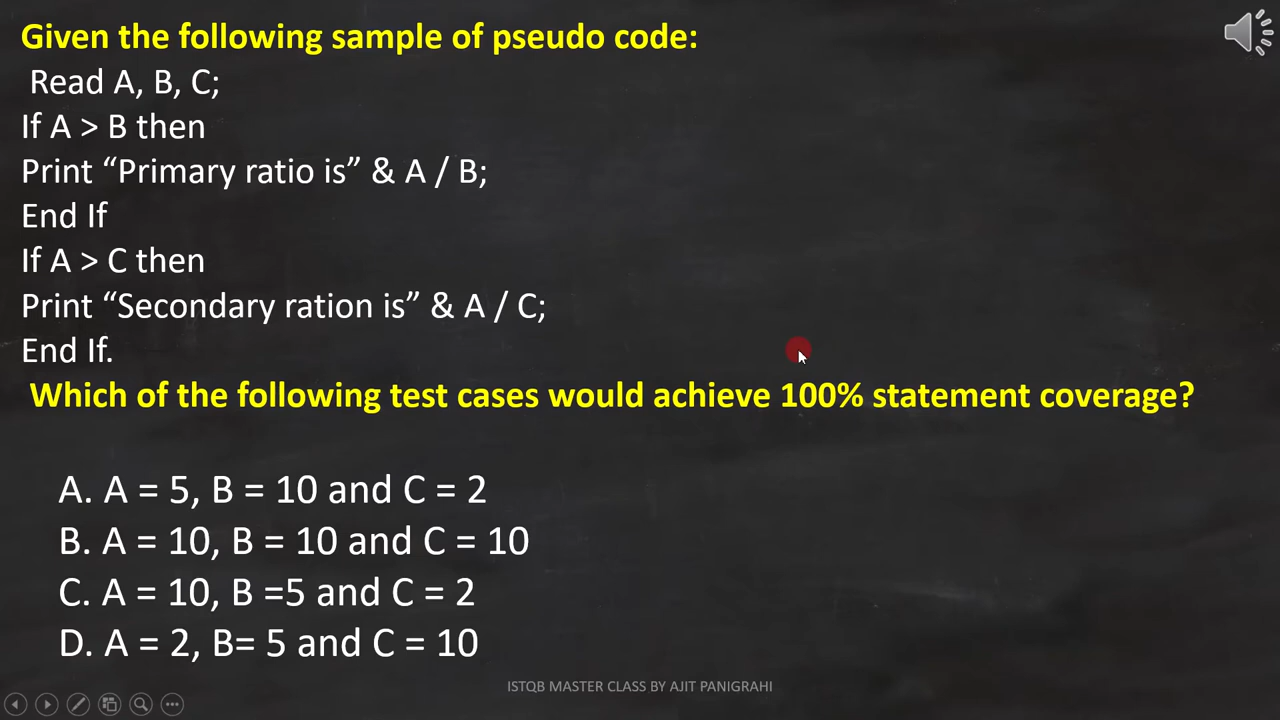 Given the following sample of pseudo code:
Read A, B, C;
If A > B then
Print “Primary ratio is” & A / B;
End If
If A > C then
Print “Secondary ration is” & A / C;
End If.
Which of the following test cases would achieve 100% statement coverage?
A. A = 5, B = 10 and C = 2
B. A = 10, B = 10 and C = 10
C. A = 10, B =5 and C = 2
D. A = 2, B= 5 and C = 10
ISTQB MASTER CLASS BY AJIT PANIGRAHI